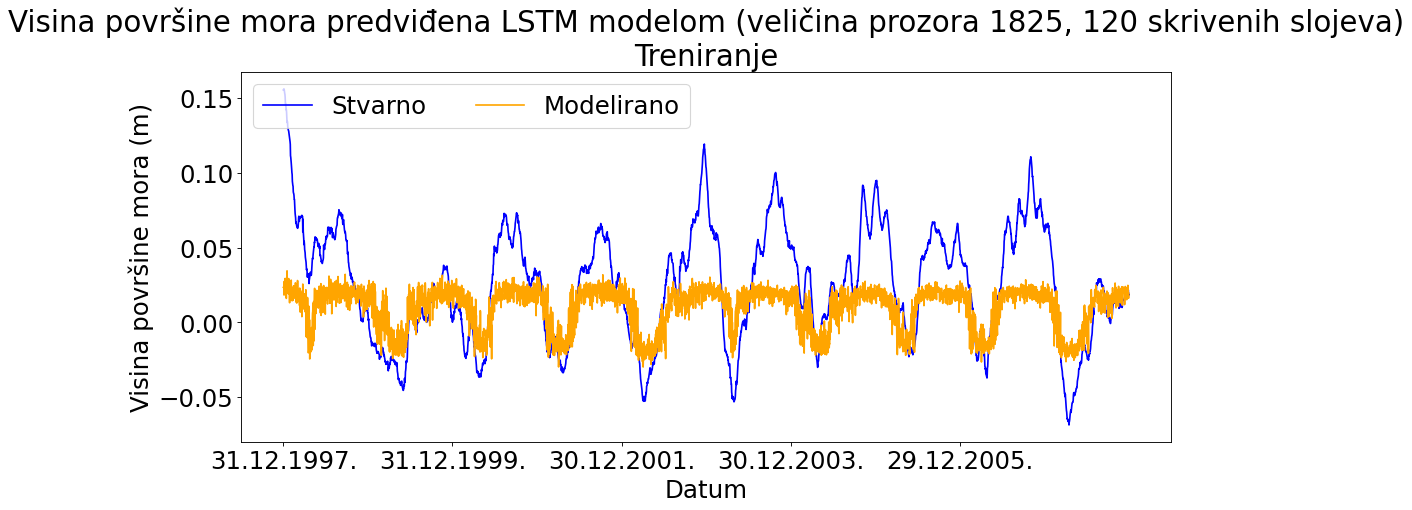 Visina površine mora predviđena LSTM modelom (veličina prozora 1825, 120 skrivenih slojeva)
Treniranje
Stvarno Modelirano
Visina površine mora (m)
0.15
0.10
0.05
0.00
−0.05
31.12.1997. 31.12.1999. 30.12.2001. 30.12.2003. 29.12.2005.
Datum